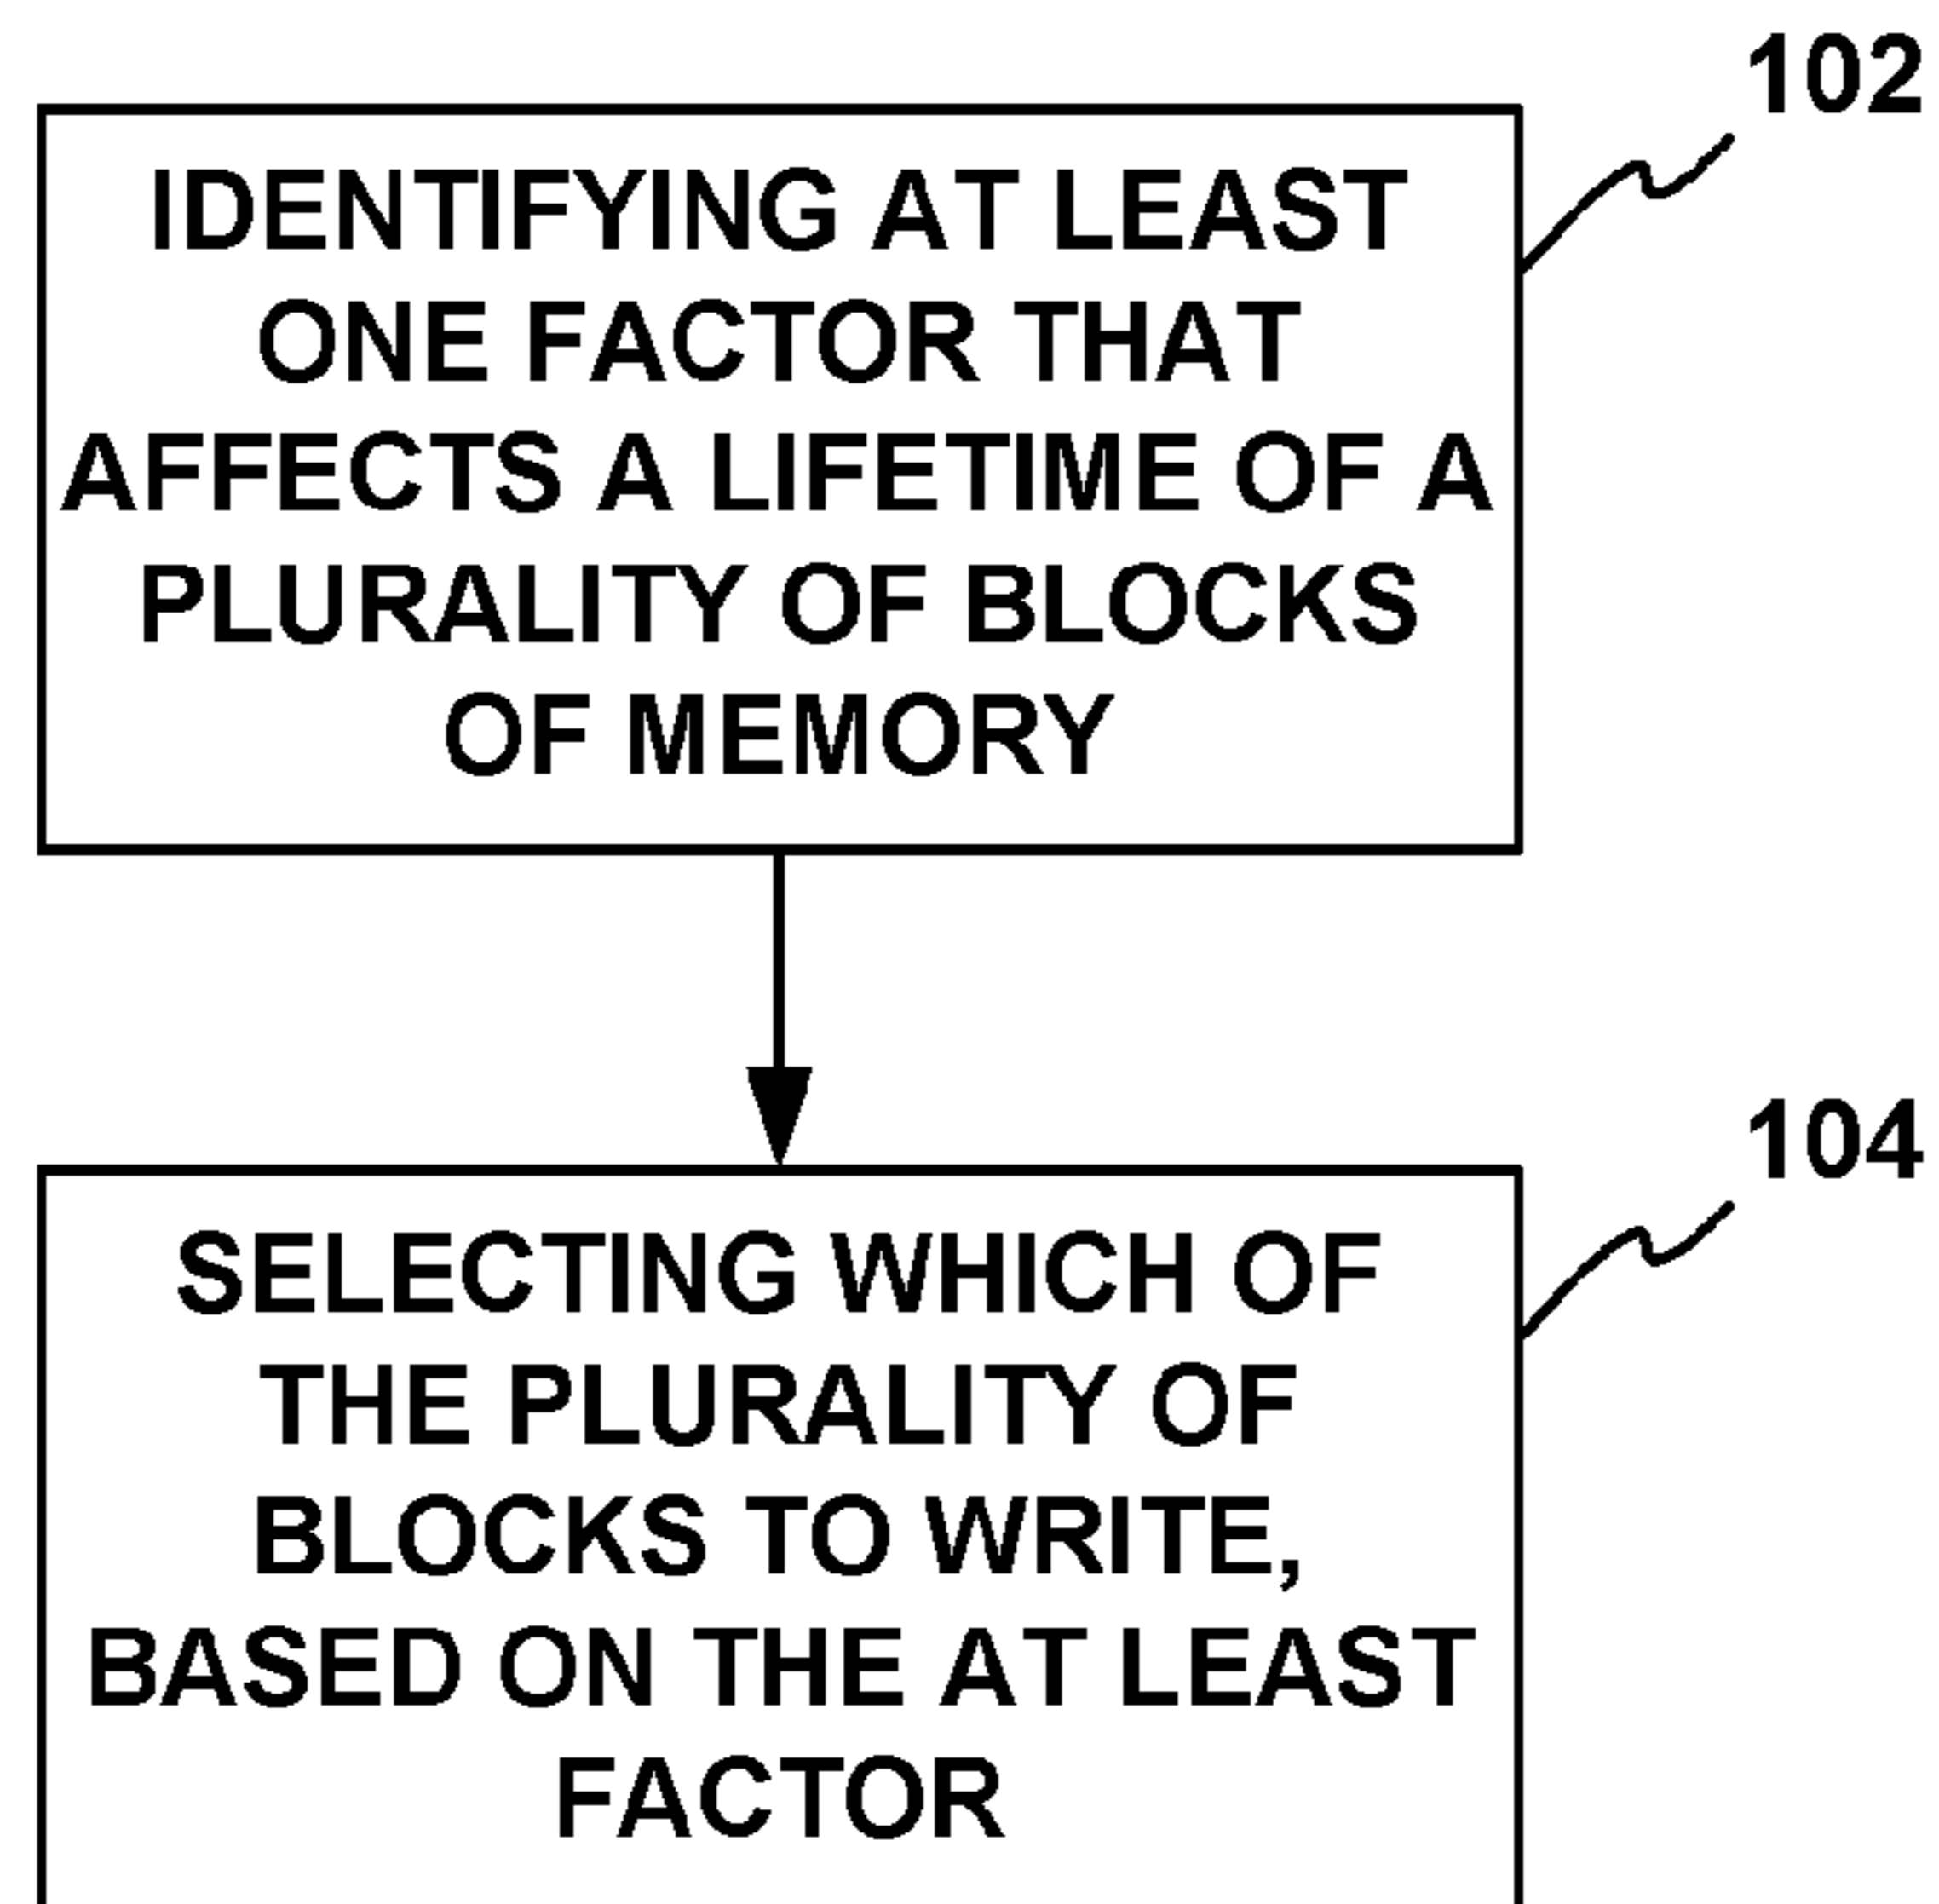 102
IDENTIFYING AT LEAST
ONE FACTOR THAT
AFFECTS A LIFETIME OF A
PLURALITY OF BLOCKS
OF MEMORY
104
SELECTING WHICH OF
THE PLURALITY OF
BLOCKS TO WRITE,
BASED ON THE AT LEAST
FACTOR